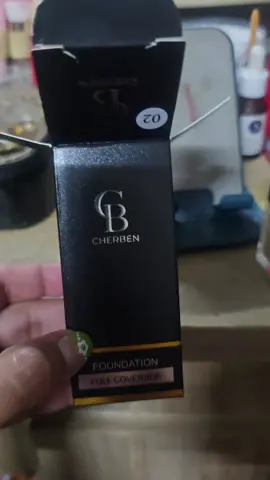 02
CB
CHERBEN
FOUNDATION
FULL COVERAGE